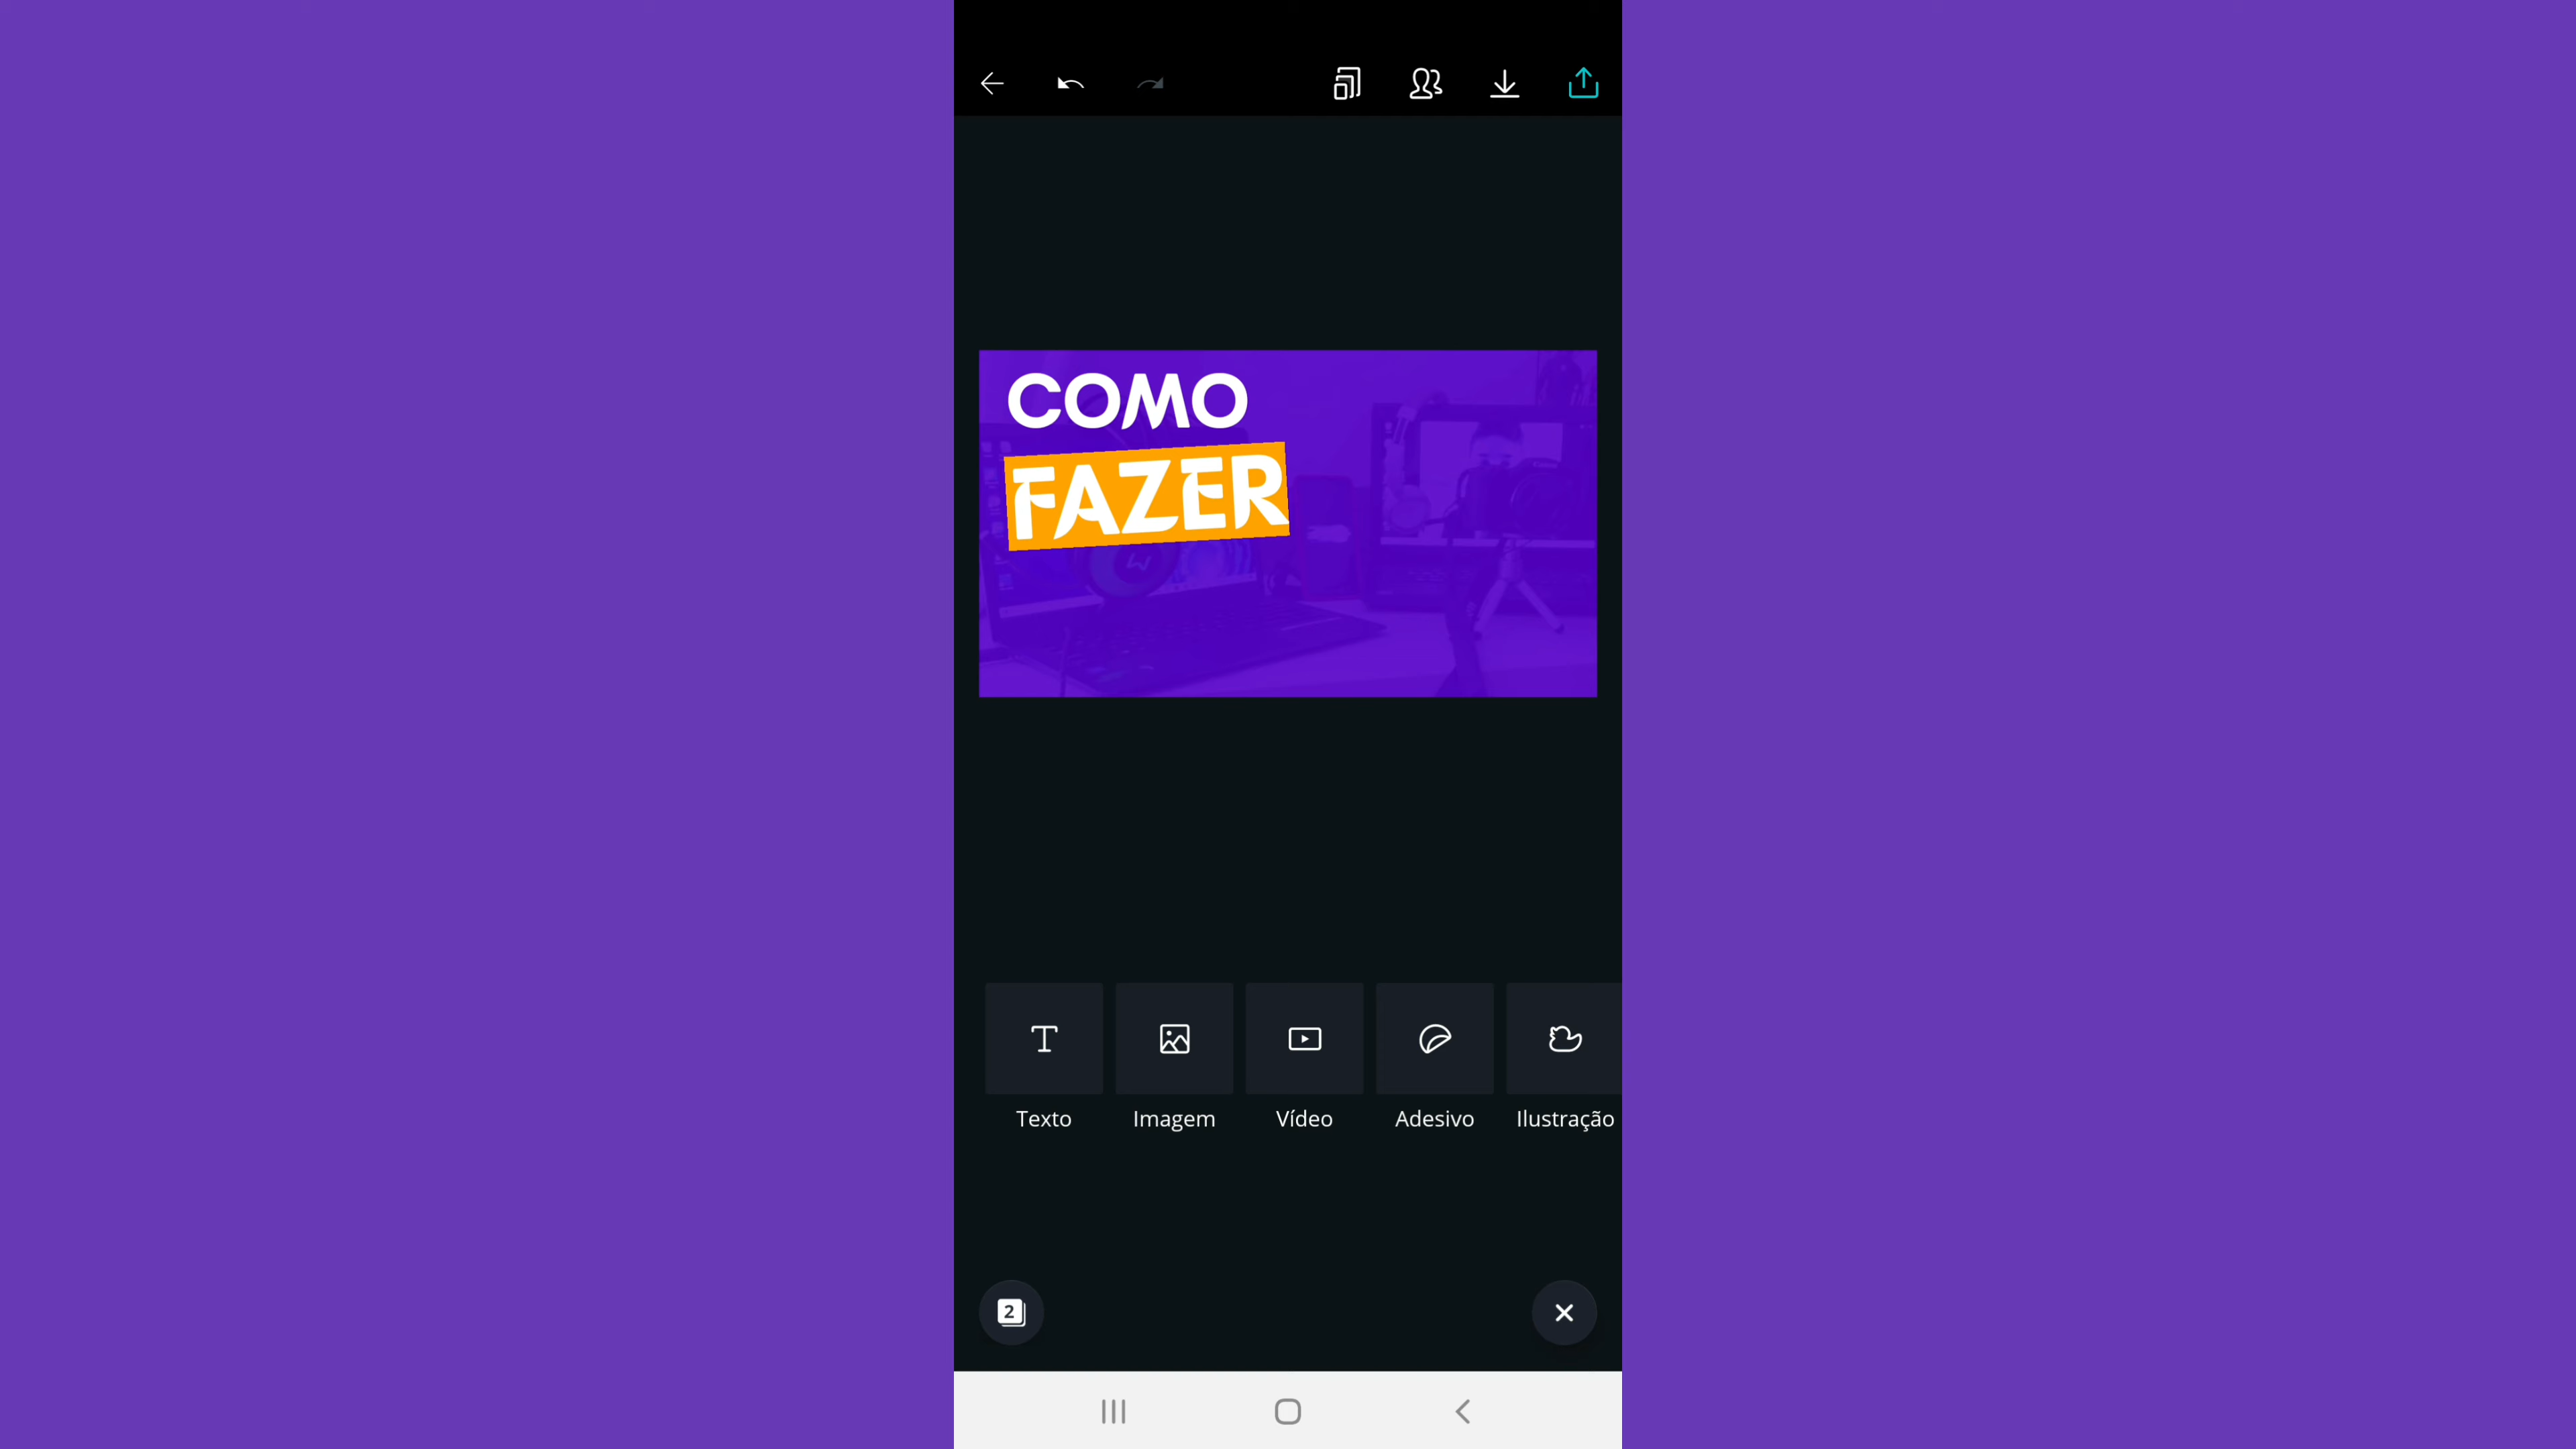 COMO
FAZER
Texto
Imagem
Vídeo
Adesivo
Ilustração
2